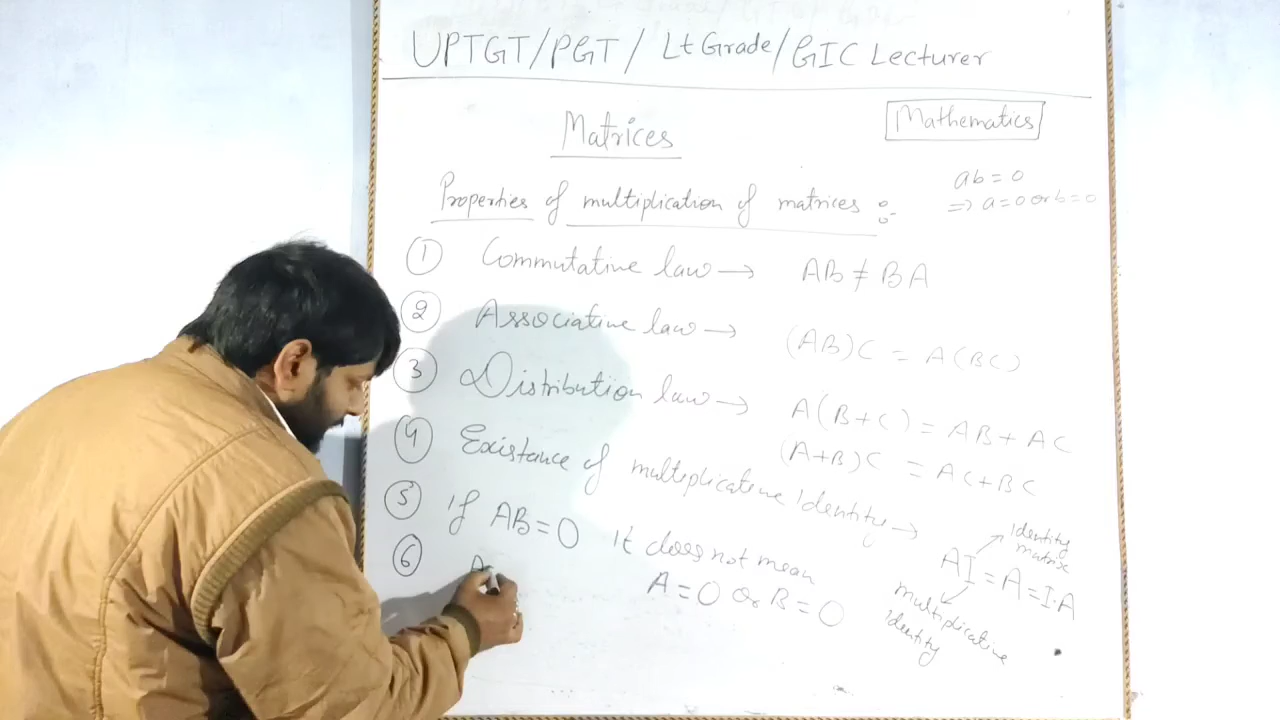 UPTGT/PGT/ Lt Grade/GIC Lecturer
Matrices
Mathematics
Properties of multiplication of matrices :-
ab = 0
=> a=0 or b=0
① Commutative law → AB ≠ BA
② Associative law → (AB)C = A(BC)
③ Distribution law → A(B+C) = AB + AC
(A+B)C = AC+BC
④ Existance of multiplicative Identity →
AI = A = I.A
Identity
matrix
multiplicative
Identity
⑤ If AB = 0 It does not mean
A = 0 or B = 0
⑥ A